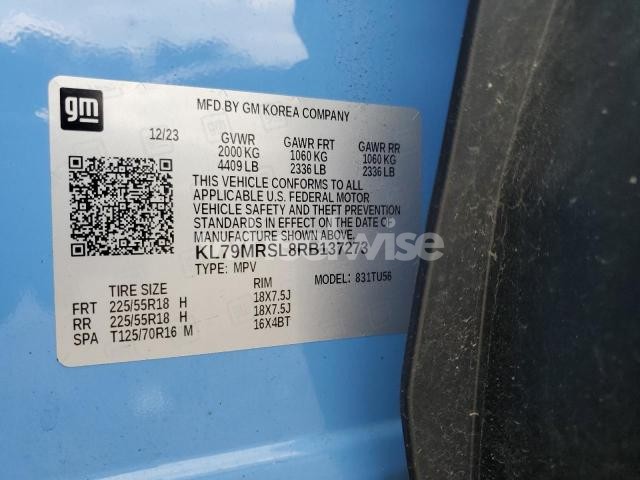 gm
MFD BY GM KOREA COMPANY
12/23 GVWR GAWR FRT GAWR RR
2000 KG 1060 KG 1060 KG
4409 LB 2336 LB 2336 LB
THIS VEHICLE CONFORMS TO ALL
APPLICABLE U.S. FEDERAL MOTOR
VEHICLE SAFETY AND THEFT PREVENTION
STANDARDS IN EFFECT ON THE DATE OF
MANUFACTURE SHOWN ABOVE.
KL79MRSL8RB137273
TYPE: MPV 831TU56
TIRE SIZE RIM
FRT 225/55R18 H 18X7.5J
RR 225/55R18 H 18X7.5J
SPA T125/70R16 M 16X4BT